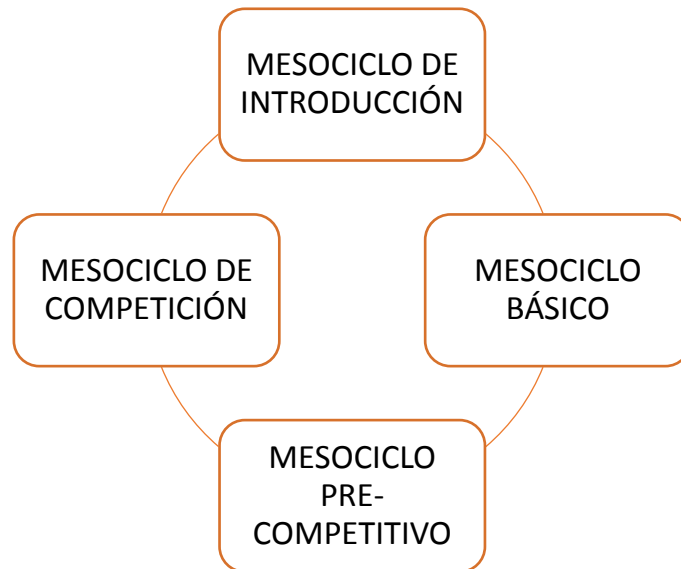 MESOCICLO DE
INTRODUCCIÓN
MESOCICLO
BÁSICO
MESOCICLO
PRE-
COMPETITIVO
MESOCICLO DE
COMPETICIÓN